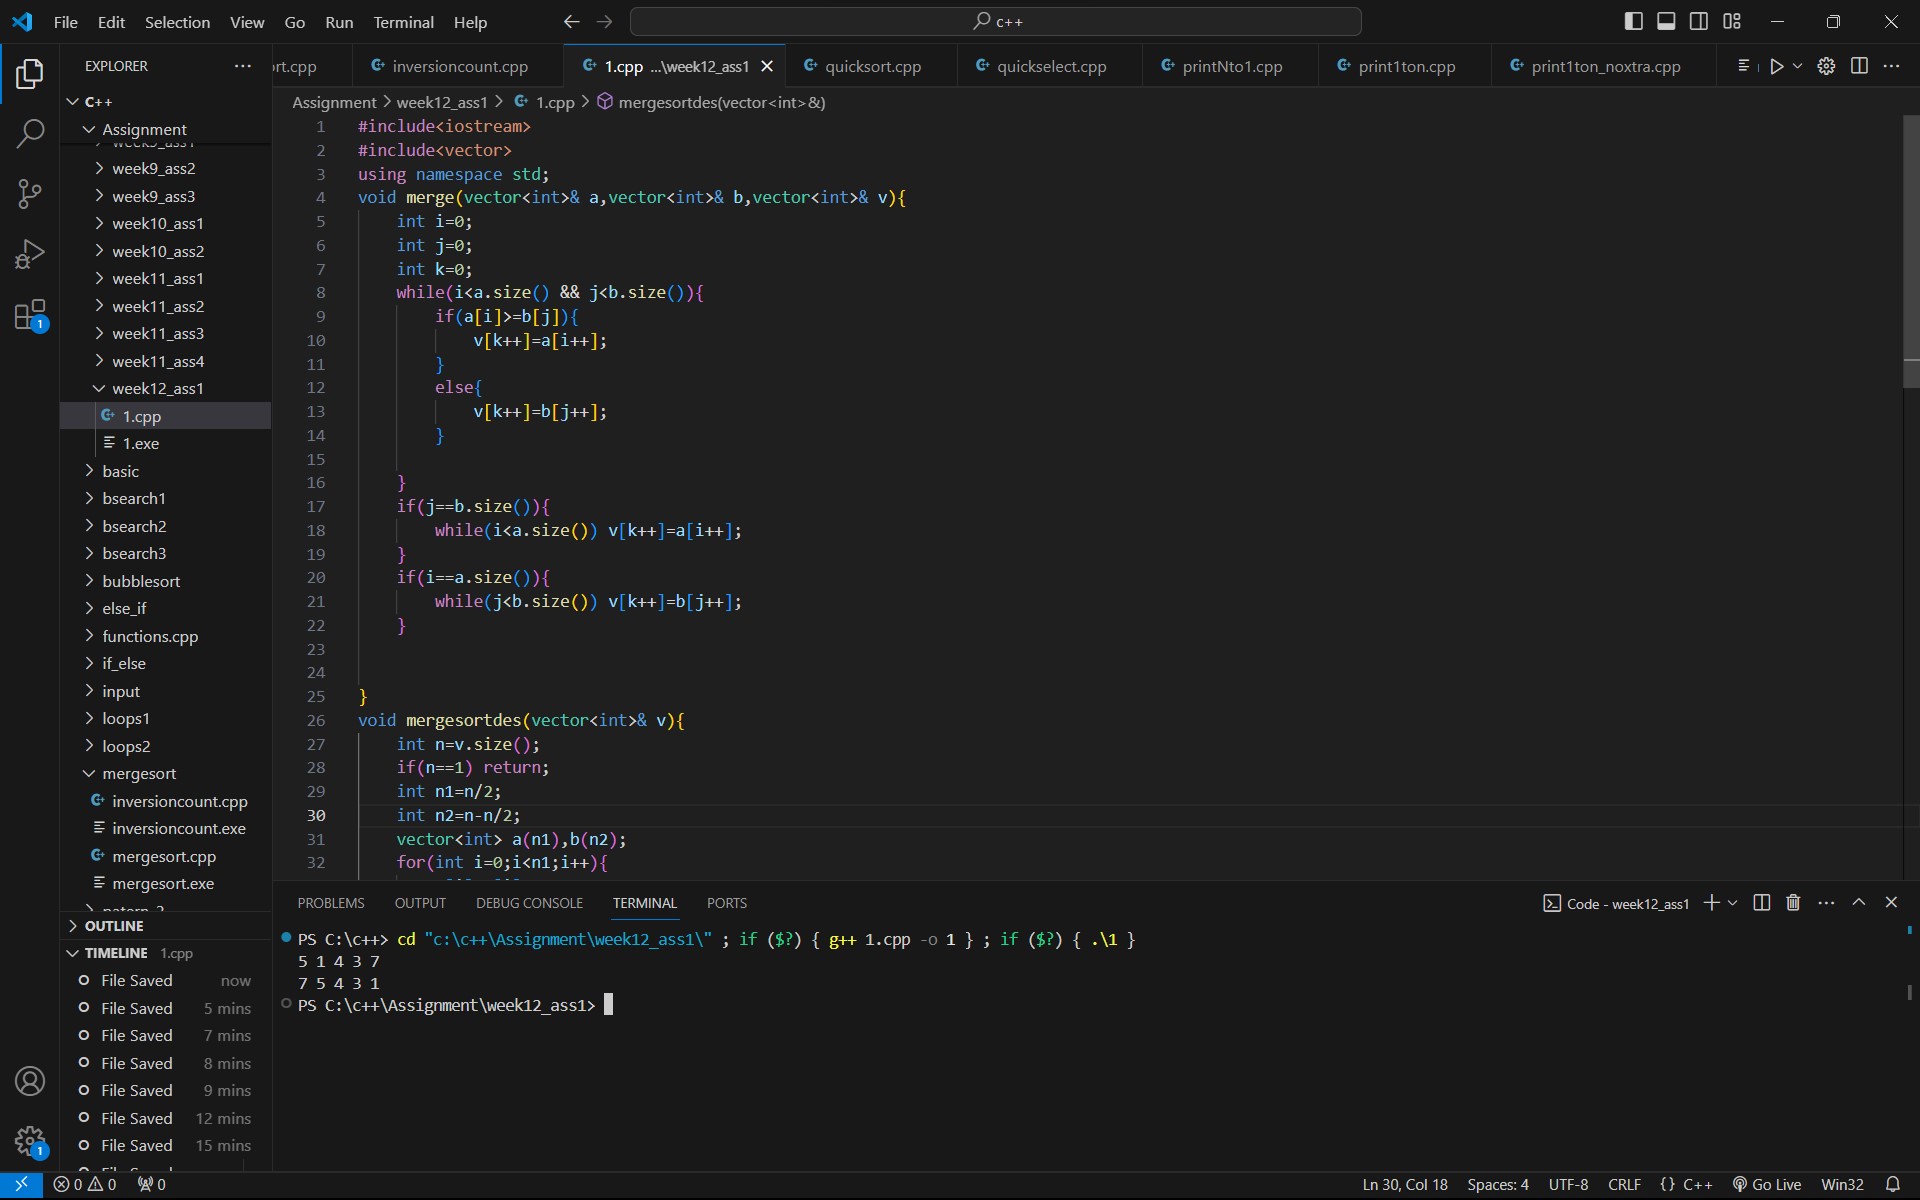 File Edit Selection View Go Run Terminal Help
c++
EXPLORER
rt.cpp inversioncount.cpp 1.cpp ...\week12_ass1 quicksort.cpp quickselect.cpp printNto1.cpp print1ton.cpp print1ton_noxtra.cpp
C++
Assignment
week9_ass1
week9_ass2
week9_ass3
week10_ass1
week10_ass2
week11_ass1
week11_ass2
week11_ass3
week11_ass4
week12_ass1
1.cpp
1.exe
basic
bsearch1
bsearch2
bsearch3
bubblesort
else_if
functions.cpp
if_else
input
loops1
loops2
mergesort
inversioncount.cpp
inversioncount.exe
mergesort.cpp
mergesort.exe
OUTLINE
TIMELINE 1.cpp
File Saved now
File Saved 5 mins
File Saved 7 mins
File Saved 8 mins
File Saved 9 mins
File Saved 12 mins
File Saved 15 mins
Assignment > week12_ass1 > 1.cpp > mergesortdes(vector<int>&)
1 #include<iostream>
2 #include<vector>
3 using namespace std;
4 void merge(vector<int>& a,vector<int>& b,vector<int>& v){
5 int i=0;
6 int j=0;
7 int k=0;
8 while(i<a.size() && j<b.size()){
9 if(a[i]>=b[j]){
10 v[k++]=a[i++];
11 }
12 else{
13 v[k++]=b[j++];
14 }
15
16 }
17 if(j==b.size()){
18 while(i<a.size()) v[k++]=a[i++];
19 }
20 if(i==a.size()){
21 while(j<b.size()) v[k++]=b[j++];
22 }
23
24
25 }
26 void mergesortdes(vector<int>& v){
27 int n=v.size();
28 if(n==1) return;
29 int n1=n/2;
30 int n2=n-n/2;
31 vector<int> a(n1),b(n2);
32 for(int i=0;i<n1;i++){
PROBLEMS OUTPUT DEBUG CONSOLE TERMINAL PORTS
Code - week12_ass1
PS C:\c++> cd "c:\c++\Assignment\week12_ass1\" ; if ($?) { g++ 1.cpp -o 1 } ; if ($?) { .\1 }
5 1 4 3 7
7 5 4 3 1
PS C:\c++\Assignment\week12_ass1>
0 0 0
Ln 30, Col 18 Spaces: 4 UTF-8 CRLF {} C++ Go Live Win32
1
1